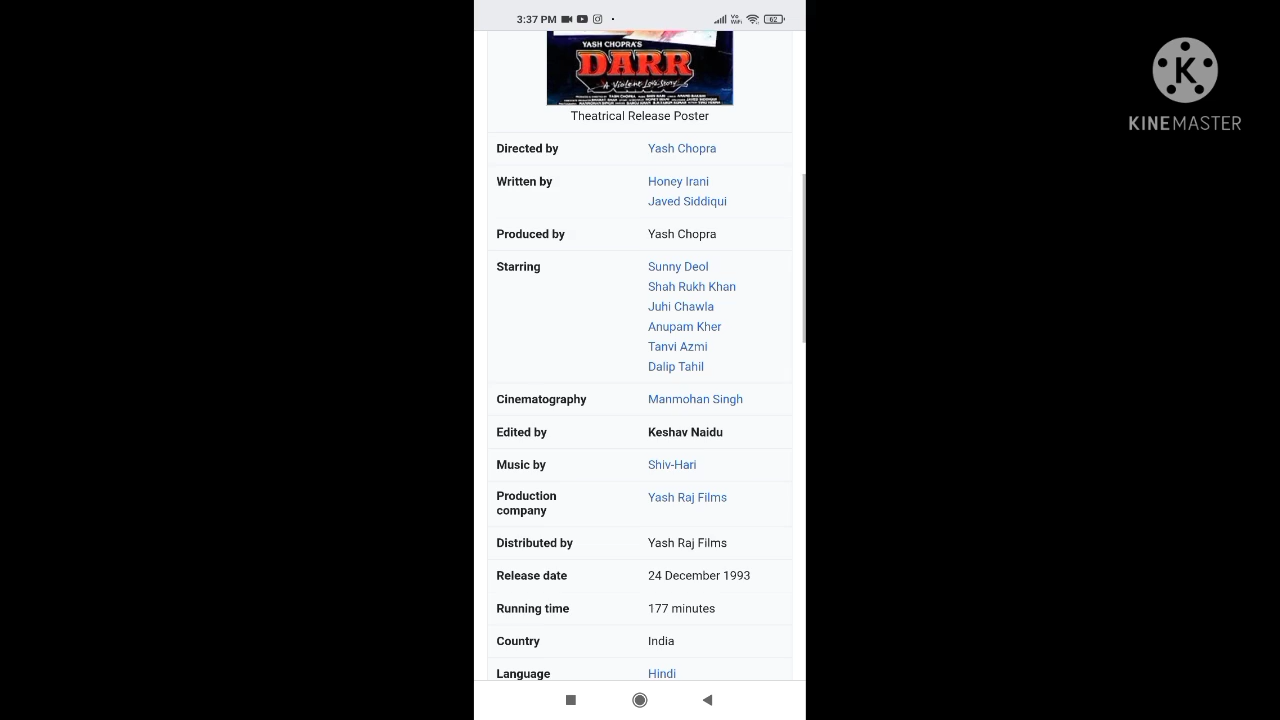 3:37 PM
Vo
WiFi
62
YASH CHOPRA'S
DARR
A Violent Love Story
Theatrical Release Poster
Directed by Yash Chopra
Written by Honey Irani
Javed Siddiqui
Produced by Yash Chopra
Starring Sunny Deol
Shah Rukh Khan
Juhi Chawla
Anupam Kher
Tanvi Azmi
Dalip Tahil
Cinematography Manmohan Singh
Edited by Keshav Naidu
Music by Shiv-Hari
Production
company Yash Raj Films
Distributed by Yash Raj Films
Release date 24 December 1993
Running time 177 minutes
Country India
Language Hindi
K
KINEMASTER